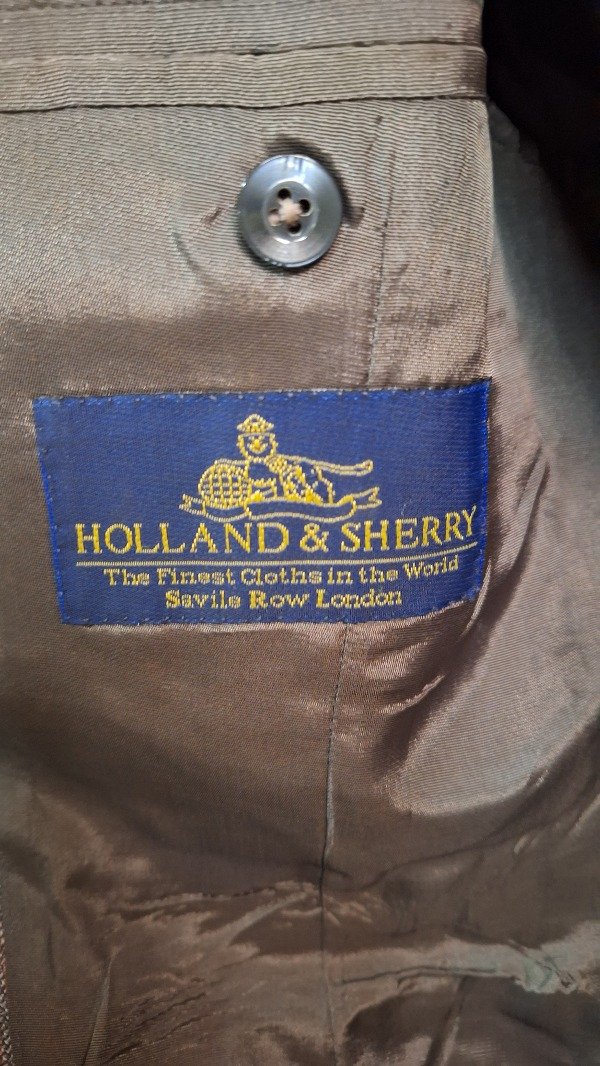 HOLLAND & SHERRY
The Finest Cloths in the World
Savile Row London